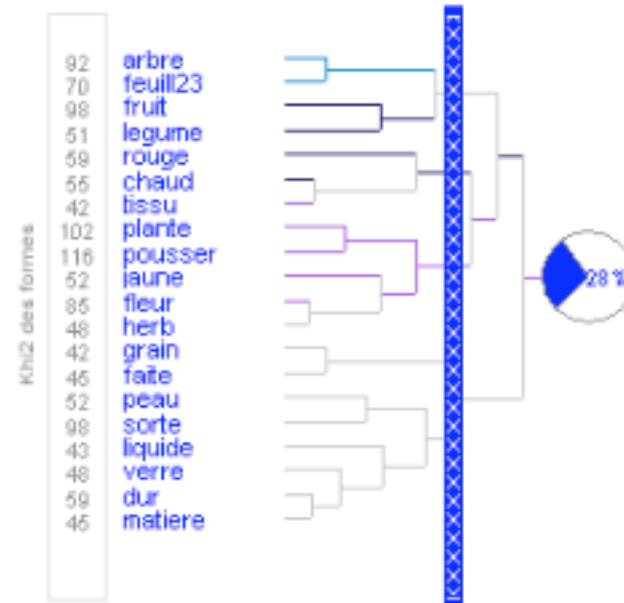 92 arbre
70 feuill23
98 fruit
51 legume
59 rouge
55 chaud
42 tissu
102 plante
116 pousser
52 jaune
85 fleur
48 herb
42 grain
45 faite
52 peau
98 sorte
43 liquide
48 verre
59 dur
45 matiere
Khi2 des formes
28 %